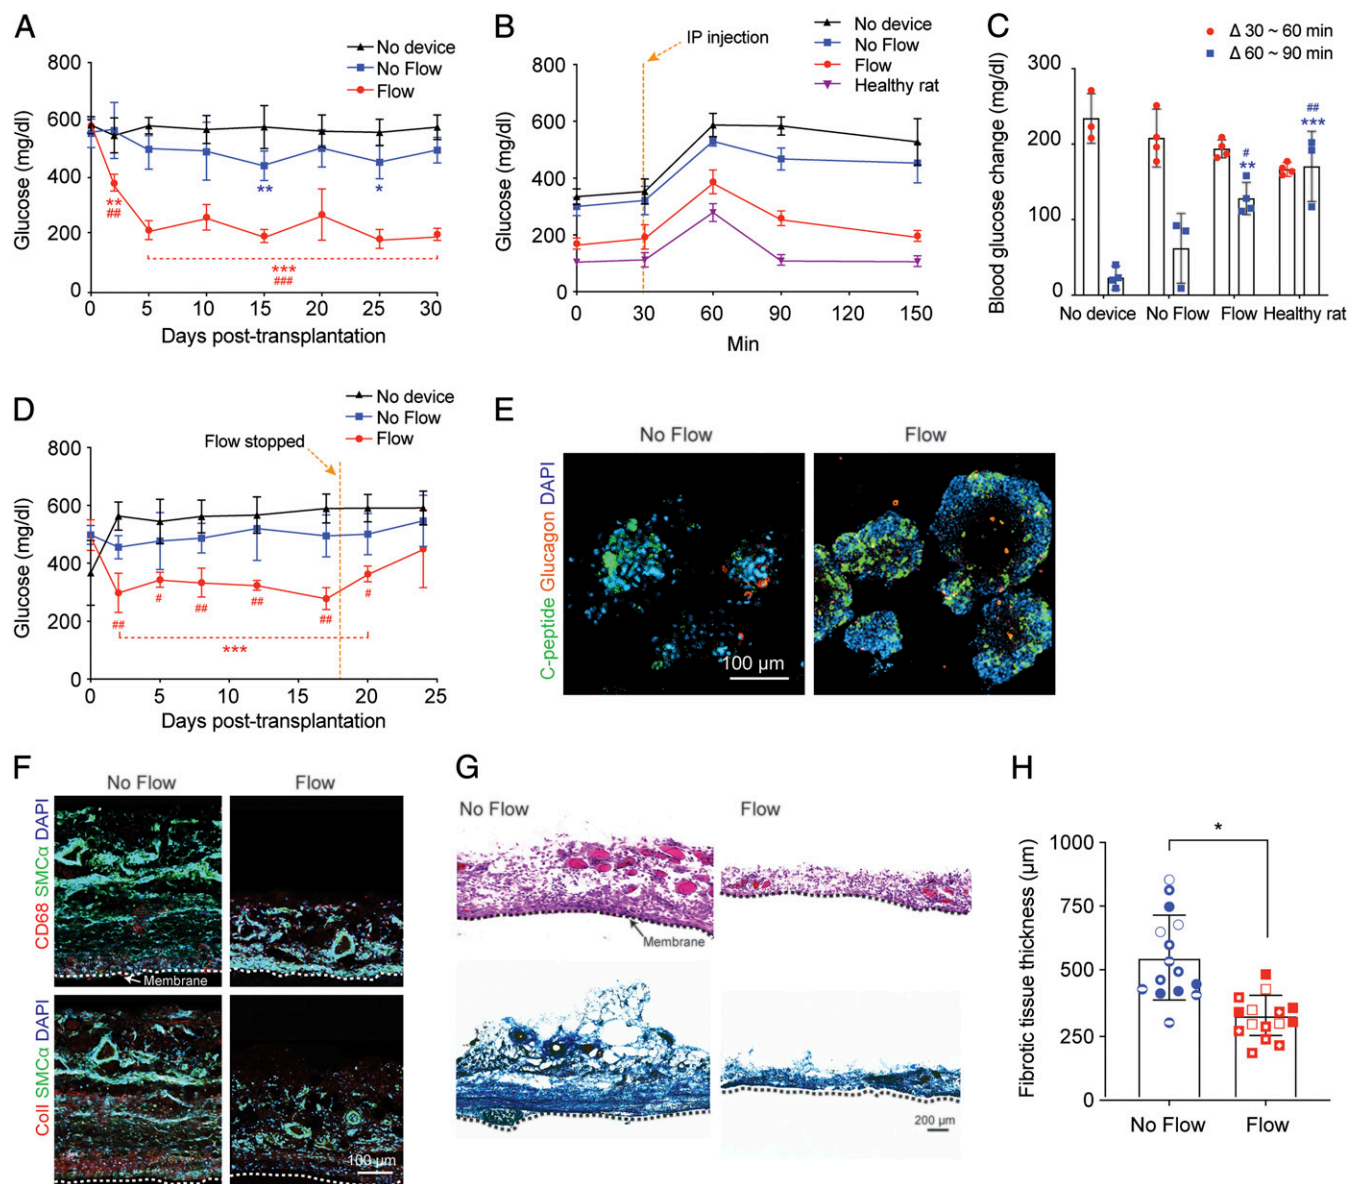 A
No device
No Flow
Flow
Glucose (mg/dl)
800
600
400
200
0
**
##
**
*
***
###
0 5 10 15 20 25 30
Days post-transplantation
B
IP injection
No device
No Flow
Flow
Healthy rat
Glucose (mg/dl)
800
600
400
200
0
0 30 60 90 120 150
Min
C
Δ 30 ~ 60 min
Δ 60 ~ 90 min
Blood glucose change (mg/dl)
300
200
100
0
#
**
##
***
No device No Flow Flow Healthy rat
D
No device
No Flow
Flow
Flow stopped
Glucose (mg/dl)
800
600
400
200
0
##
#
##
##
##
#
***
0 5 10 15 20 25
Days post-transplantation
E
No Flow Flow
C-peptide Glucagon DAPI
100 µm
F
No Flow Flow
CD68 SMCα DAPI
Membrane
ColI SMCα DAPI
100 µm
G
No Flow Flow
Membrane
200 µm
H
*
Fibrotic tissue thickness (µm)
1000
750
500
250
0
No Flow Flow